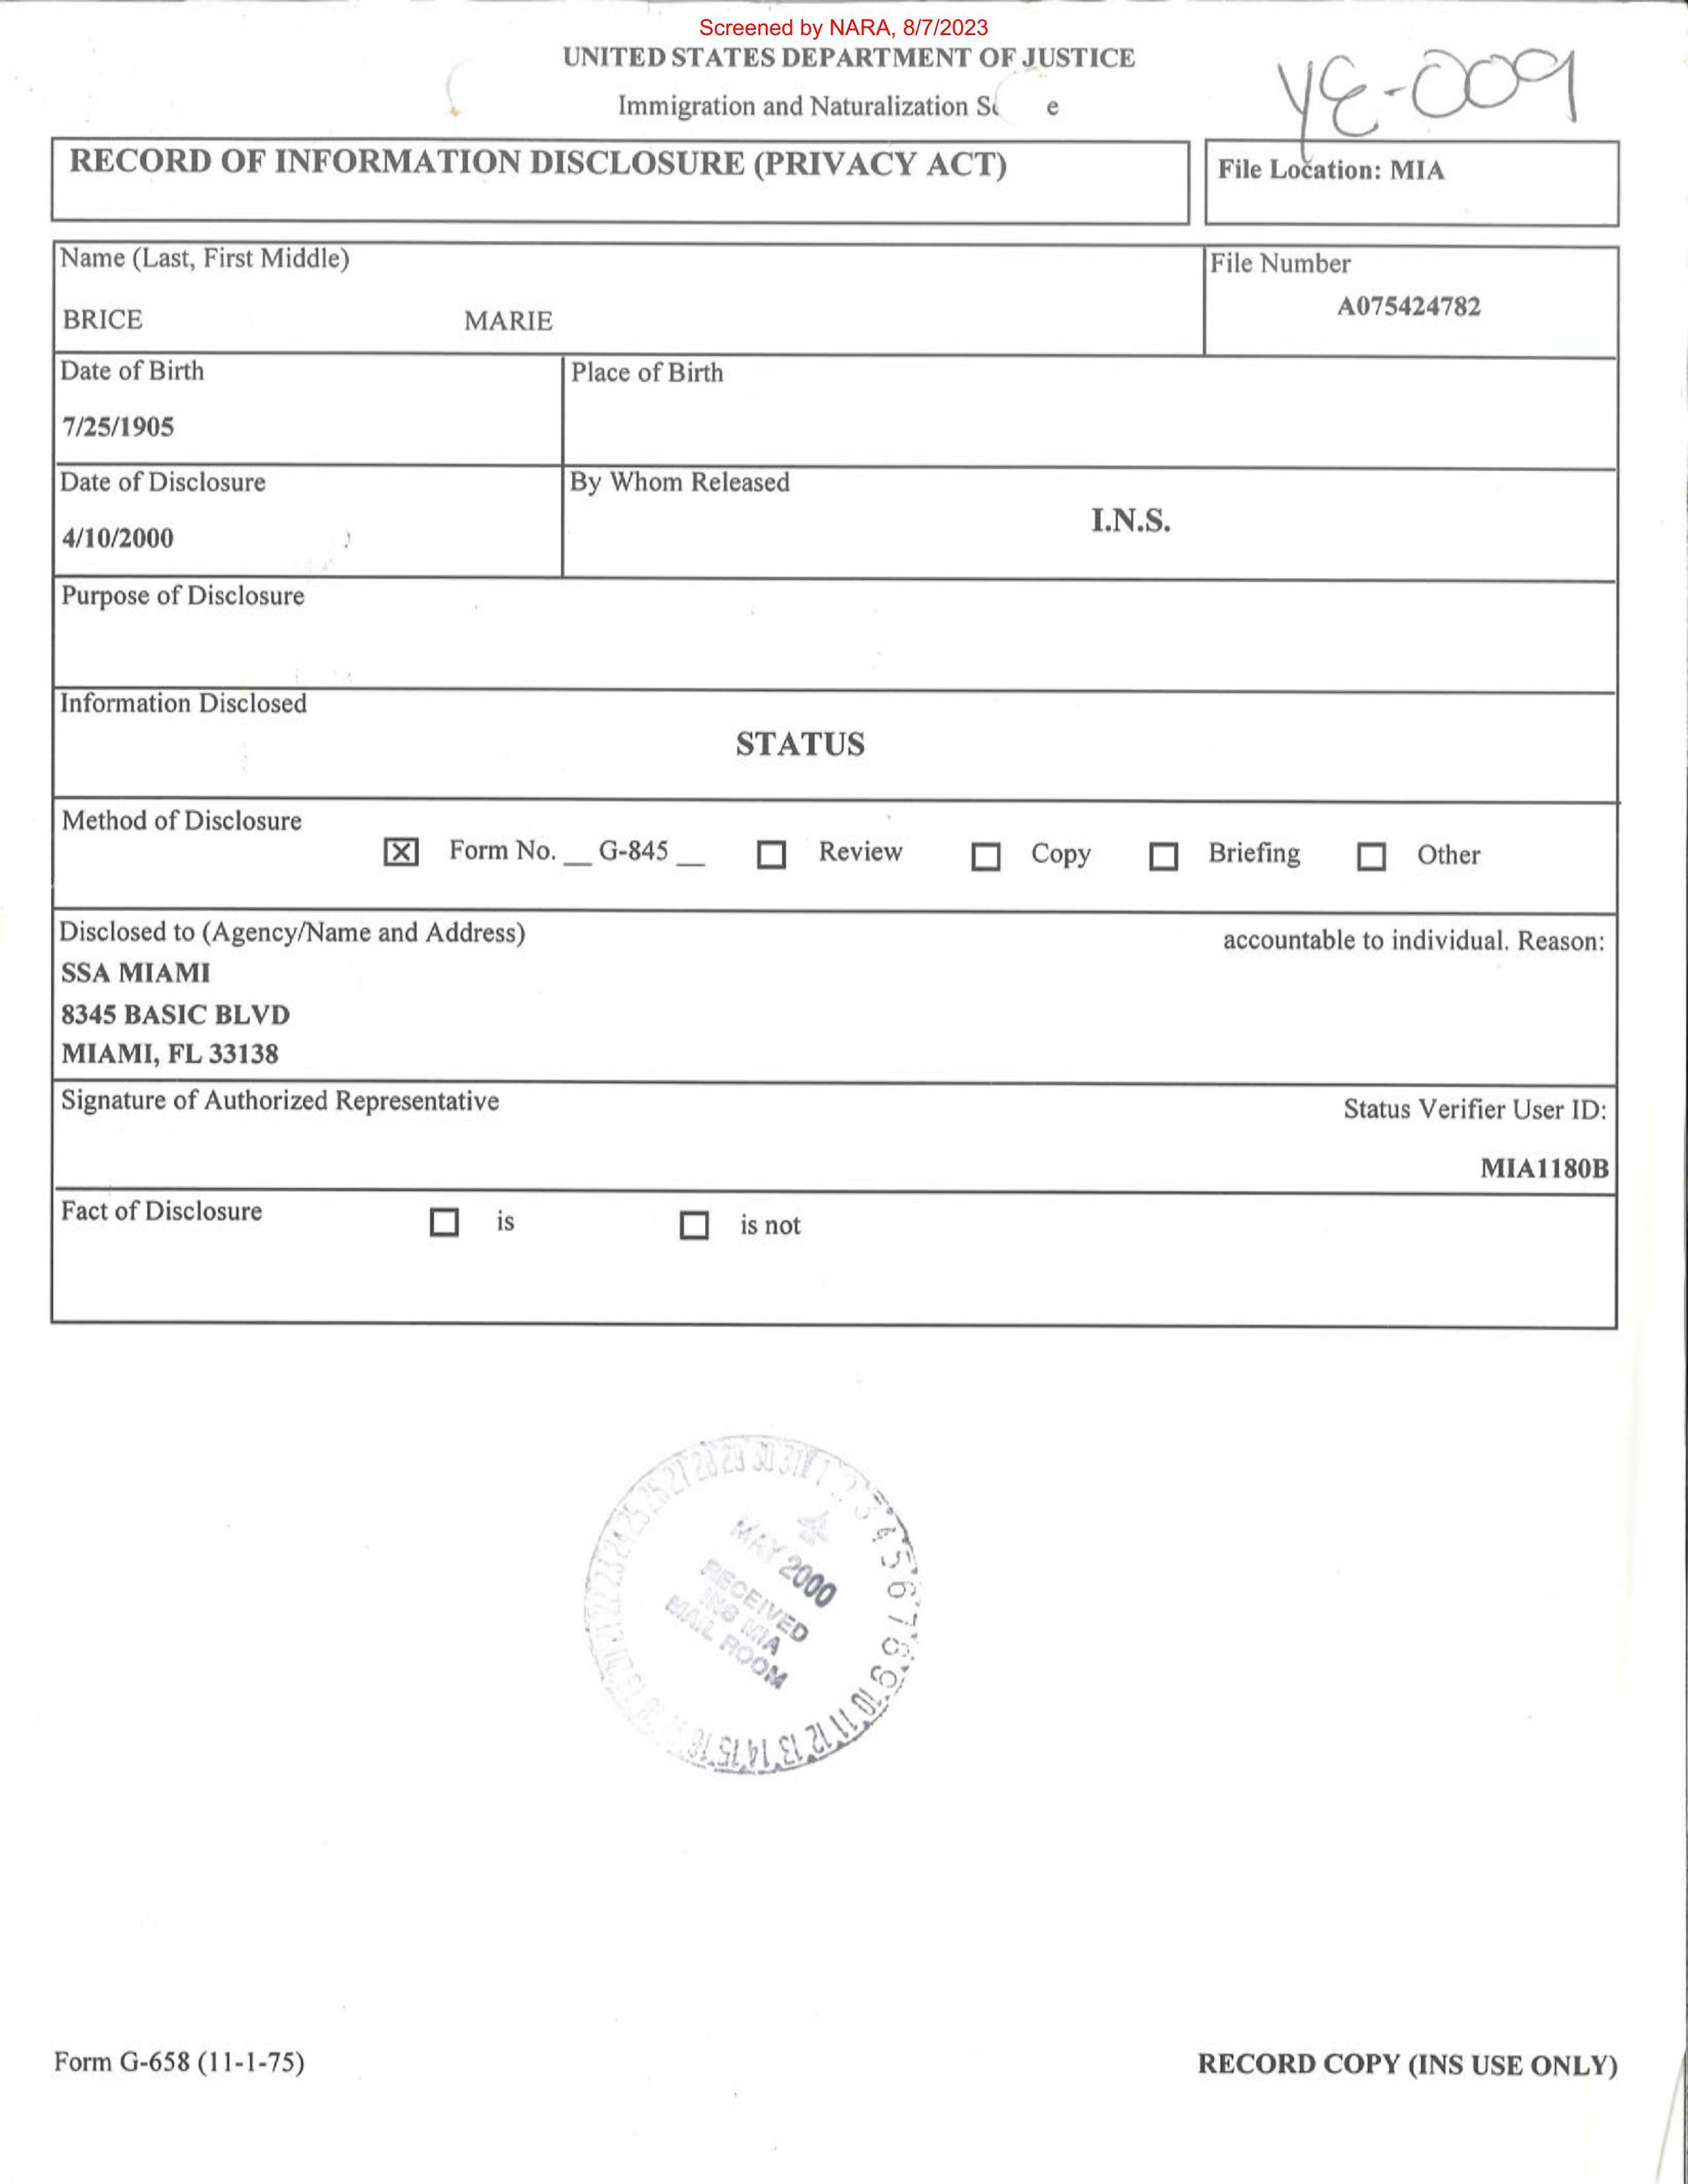 Screened by NARA, 8/7/2023
UNITED STATES DEPARTMENT OF JUSTICE
Immigration and Naturalization S e
YE-009
RECORD OF INFORMATION DISCLOSURE (PRIVACY ACT)
File Location: MIA
Name (Last, First Middle)
File Number
A075424782
BRICE MARIE
Date of Birth
Place of Birth
7/25/1905
Date of Disclosure
By Whom Released
I.N.S.
4/10/2000
Purpose of Disclosure
Information Disclosed
STATUS
Method of Disclosure
☒ Form No. __ G-845 __ ☐ Review ☐ Copy ☐ Briefing ☐ Other
Disclosed to (Agency/Name and Address)
accountable to individual. Reason:
SSA MIAMI
8345 BASIC BLVD
MIAMI, FL 33138
Signature of Authorized Representative
Status Verifier User ID:
MIA1180B
Fact of Disclosure ☐ is ☐ is not
MAY 2000
RECEIVED
INS MIA
MAIL ROOM
1 2 3 4 5 6 7 8 9 10 11 12 13 14 15 16
22 23 24 25 26 27 28 29 30 31
Form G-658 (11-1-75)
RECORD COPY (INS USE ONLY)